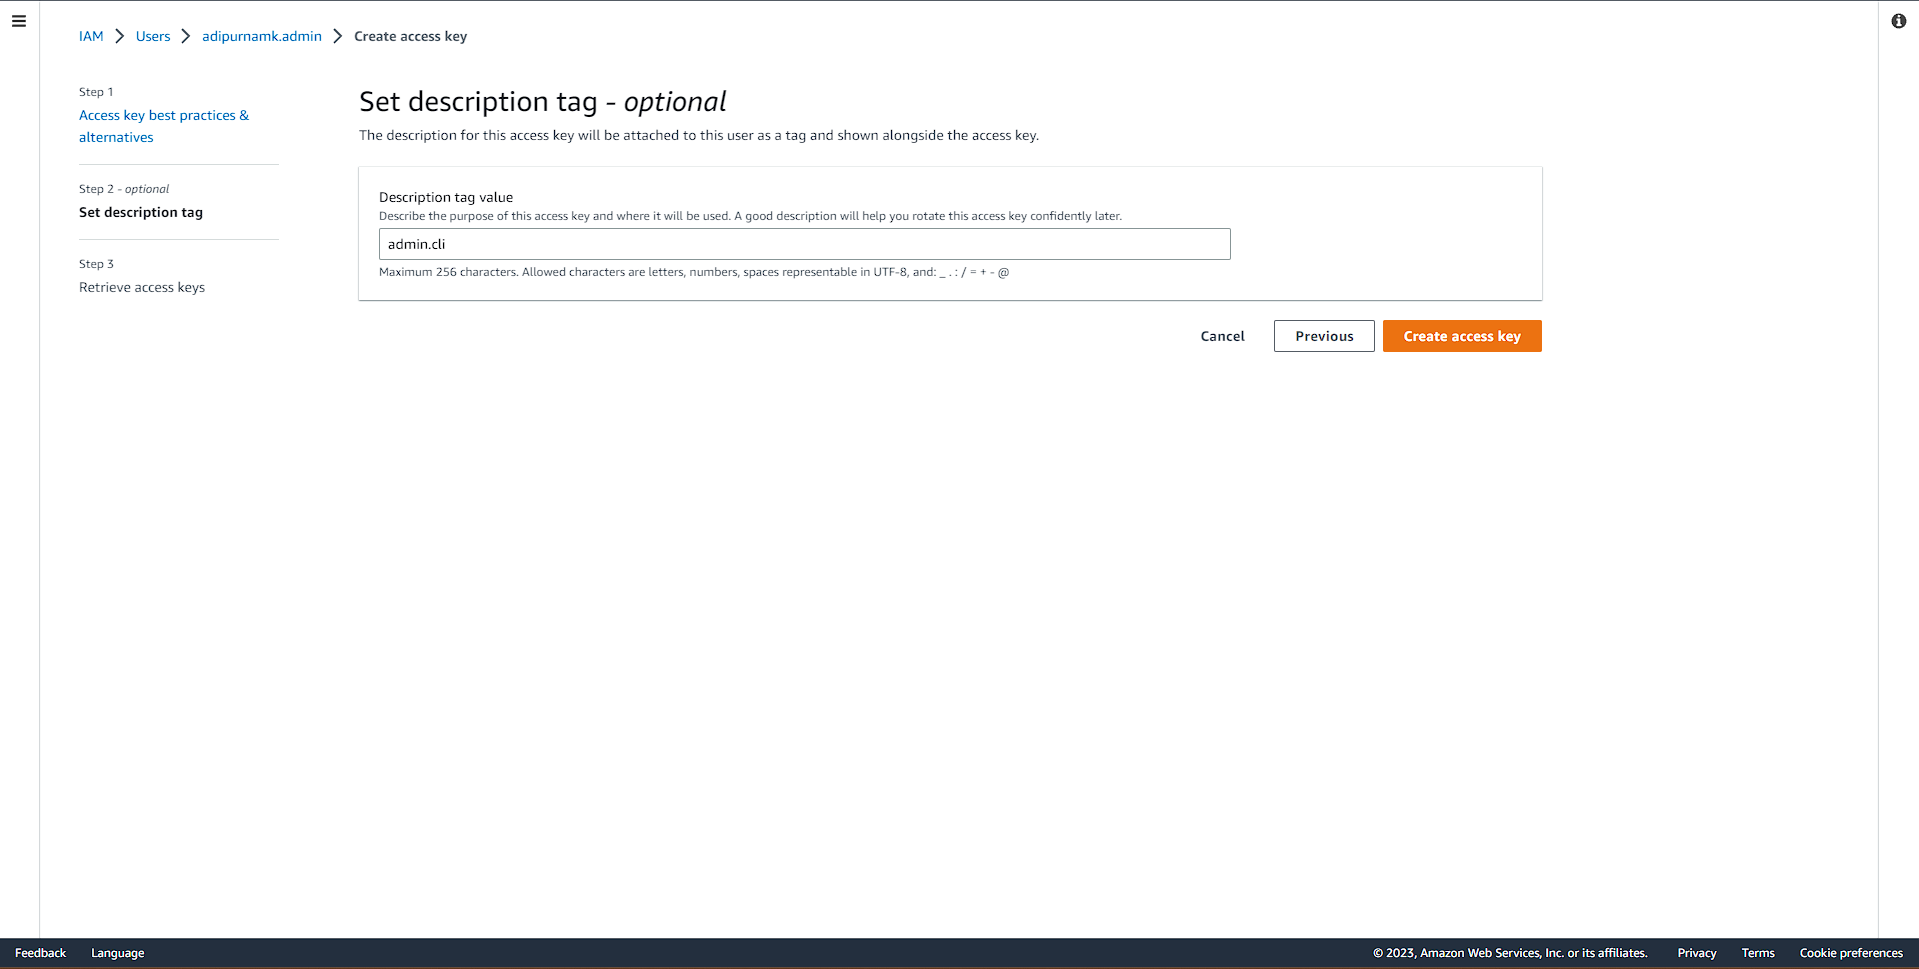 IAM > Users > adipurnamk.admin > Create access key
Step 1
Access key best practices &
alternatives
Step 2 - optional
Set description tag
Step 3
Retrieve access keys
Set description tag - optional
The description for this access key will be attached to this user as a tag and shown alongside the access key.
Description tag value
Describe the purpose of this access key and where it will be used. A good description will help you rotate this access key confidently later.
admin.cli
Maximum 256 characters. Allowed characters are letters, numbers, spaces representable in UTF-8, and: _ . : / = + - @
Cancel Previous Create access key
Feedback Language © 2023, Amazon Web Services, Inc. or its affiliates. Privacy Terms Cookie preferences